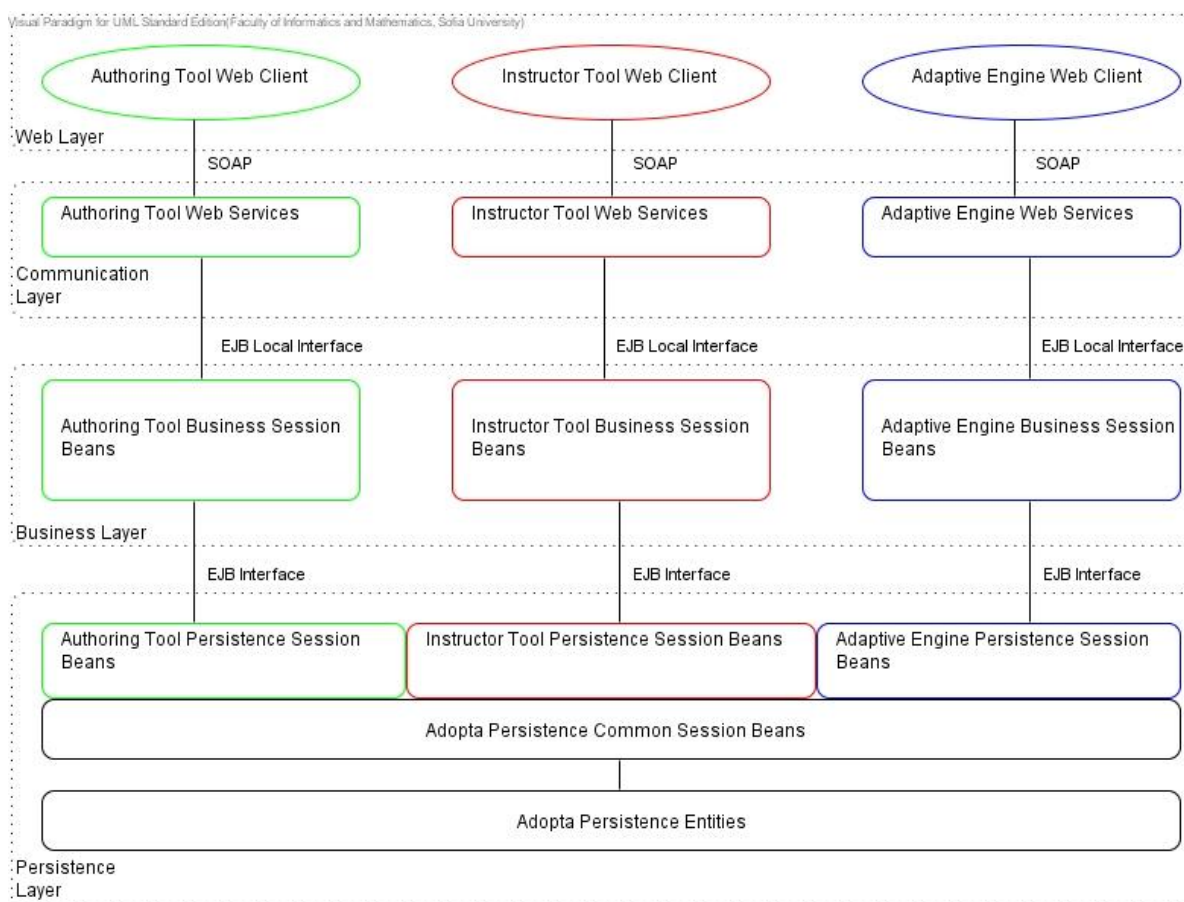 Visual Paradigm for UML Standard Edition(Faculty of Informatics and Mathematics, Sofia University)
Authoring Tool Web Client
Instructor Tool Web Client
Adaptive Engine Web Client
Web Layer
SOAP
SOAP
SOAP
Authoring Tool Web Services
Instructor Tool Web Services
Adaptive Engine Web Services
Communication
Layer
EJB Local Interface
EJB Local Interface
EJB Local Interface
Authoring Tool Business Session
Beans
Instructor Tool Business Session
Beans
Adaptive Engine Business Session
Beans
Business Layer
EJB Interface
EJB Interface
EJB Interface
Authoring Tool Persistence Session
Beans
Instructor Tool Persistence Session Beans
Adaptive Engine Persistence Session
Beans
Adopta Persistence Common Session Beans
Adopta Persistence Entities
Persistence
Layer